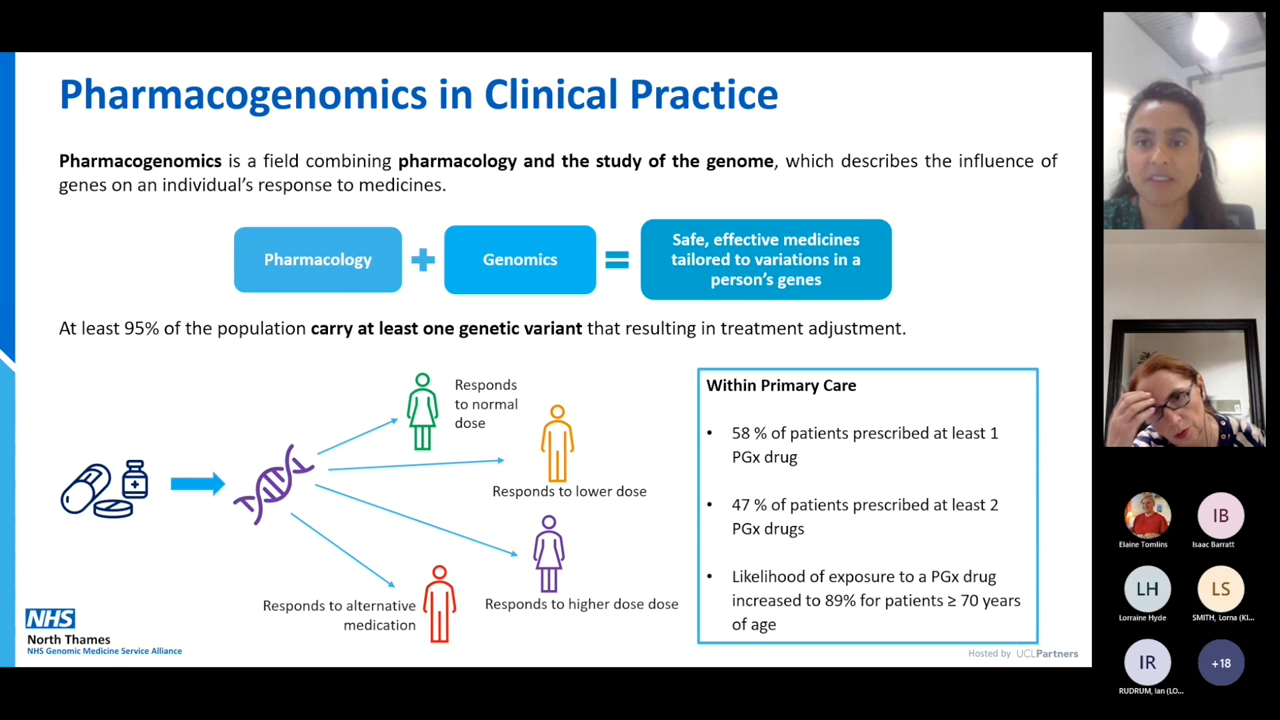 Pharmacogenomics in Clinical Practice
Pharmacogenomics is a field combining pharmacology and the study of the genome, which describes the influence of
genes on an individual's response to medicines.
Pharmacology
Genomics
Safe, effective medicines
tailored to variations in a
person's genes
At least 95% of the population carry at least one genetic variant that resulting in treatment adjustment.
Responds
to normal
dose
Responds to lower dose
Responds to higher dose dose
Responds to alternative
medication
Within Primary Care
• 58 % of patients prescribed at least 1
PGx drug
• 47 % of patients prescribed at least 2
PGx drugs
• Likelihood of exposure to a PGx drug
increased to 89% for patients ≥ 70 years
of age
NHS
North Thames
NHS Genomic Medicine Service Alliance
Hosted by UCLPartners
Elaine Tomlins
IB
Isaac Barratt
LH
Lorraine Hyde
LS
SMITH, Lorna (KI...
IR
RUDRUM, Ian (LO...
+18